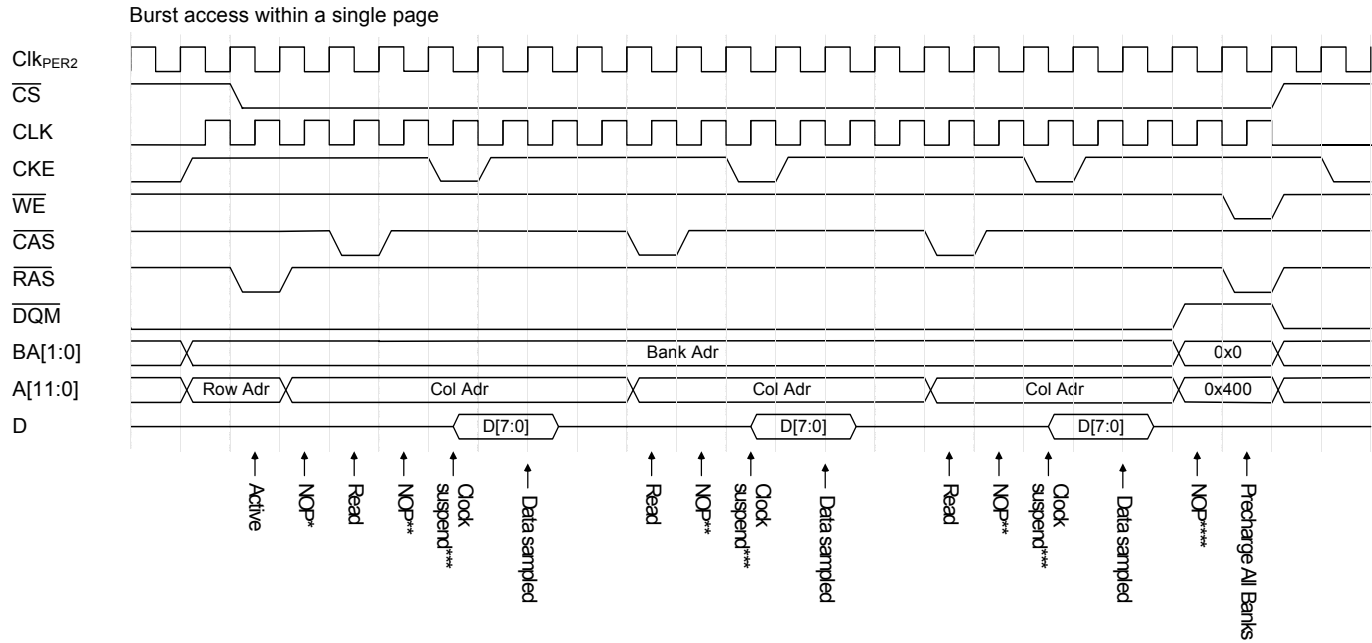 Burst access within a single page
ClkPER2
CS
CLK
CKE
WE
CAS
RAS
DQM
BA[1:0] Bank Adr 0x0
A[11:0] Row Adr Col Adr Col Adr Col Adr 0x400
D D[7:0] D[7:0] D[7:0]
Active
NOP*
Read
NOP**
Clock
suspend***
Data sampled
Read
NOP**
Clock
suspend***
Data sampled
Read
NOP**
Clock
suspend***
Data sampled
NOP****
Precharge All Banks